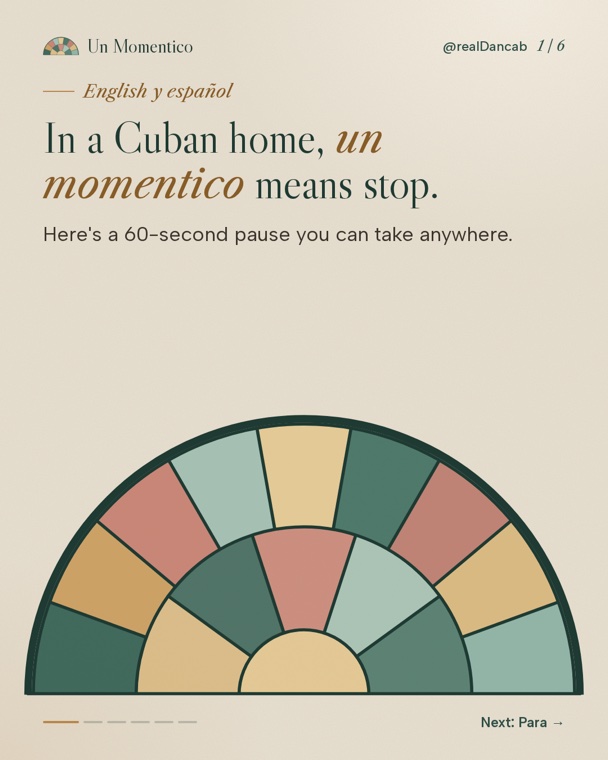 Un Momentico
@realDancab 1 / 6
English y español
In a Cuban home, un
momentico means stop.
Here's a 60-second pause you can take anywhere.
Next: Para →